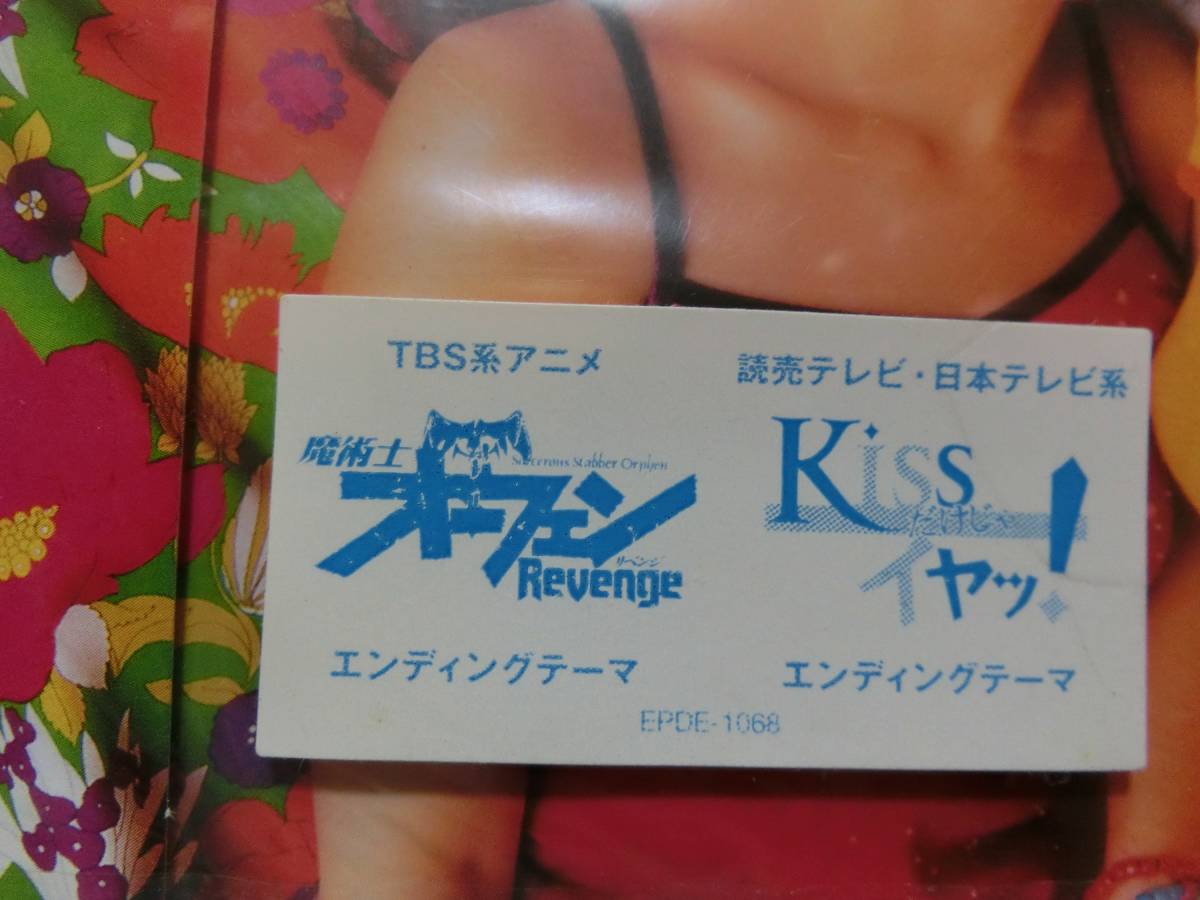 TBS系アニメ
魔術士
Sorcerous Stabber Orphen
オーフェン
リベンジ
Revenge
エンディングテーマ
読売テレビ・日本テレビ系
Kiss
だけじゃ
イヤッ!
エンディングテーマ
EPDE-1068